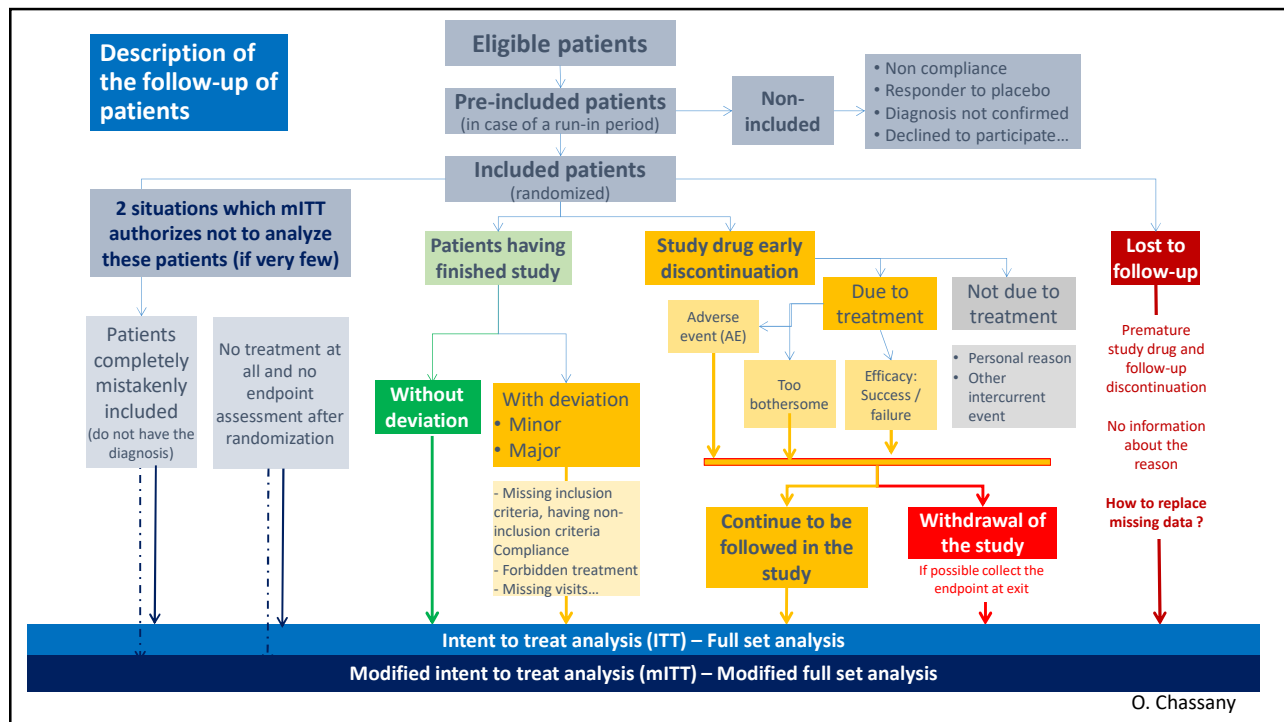 Description of
the follow-up of
patients
Eligible patients
Pre-included patients
(in case of a run-in period)
Non-
included
• Non compliance
• Responder to placebo
• Diagnosis not confirmed
• Declined to participate…
Included patients
(randomized)
2 situations which mITT
authorizes not to analyze
these patients (if very few)
Patients having
finished study
Study drug early
discontinuation
Lost to
follow-up
Patients
completely
mistakenly
included
(do not have the
diagnosis)
No treatment at
all and no
endpoint
assessment after
randomization
Without
deviation
With deviation
• Minor
• Major
- Missing inclusion
criteria, having non-
inclusion criteria
Compliance
- Forbidden treatment
- Missing visits…
Adverse
event (AE)
Due to
treatment
Not due to
treatment
Too
bothersome
Efficacy:
Success /
failure
• Personal reason
• Other
intercurrent
event
Continue to be
followed in the
study
Withdrawal of
the study
If possible collect the
endpoint at exit
Premature
study drug and
follow-up
discontinuation
No information
about the
reason
How to replace
missing data ?
Intent to treat analysis (ITT) – Full set analysis
Modified intent to treat analysis (mITT) – Modified full set analysis
O. Chassany